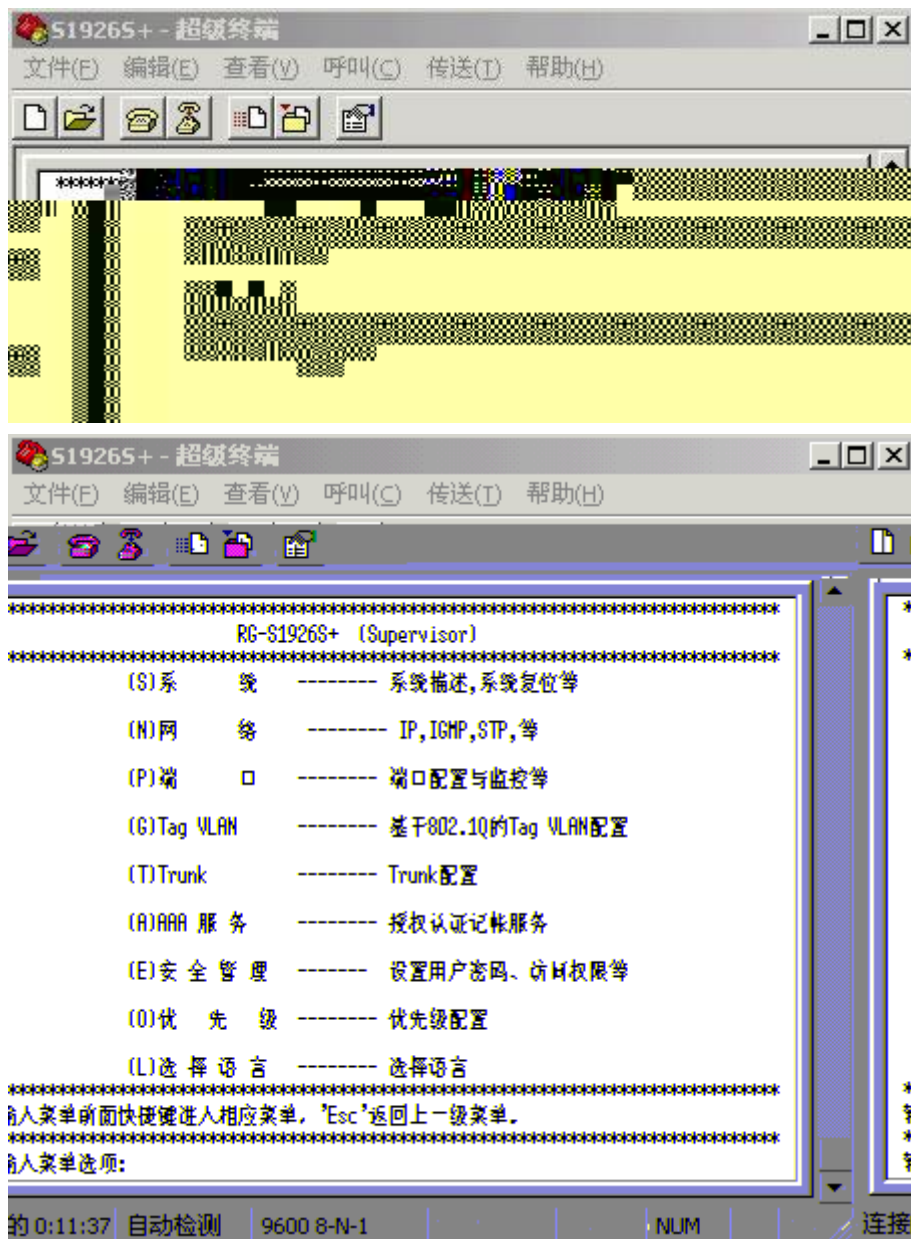 S1926S+ - 超级终端
文件(F) 编辑(E) 查看(V) 呼叫(C) 传送(T) 帮助(H)
*******
S1926S+ - 超级终端
文件(F) 编辑(E) 查看(V) 呼叫(C) 传送(T) 帮助(H)
RG-S1926S+ (Supervisor)
(S)系 统 -------- 系统描述,系统复位等
(N)网 络 -------- IP,IGMP,STP,等
(P)端 口 -------- 端口配置与监控等
(G)Tag VLAN -------- 基于802.1Q的Tag VLAN配置
(T)Trunk -------- Trunk配置
(A)AAA 服 务 -------- 授权认证记帐服务
(E)安 全 管 理 ------- 设置用户密码、访问权限等
(O)优 先 级 -------- 优先级配置
(L)选 择 语 言 -------- 选择语言
输入菜单前面快捷键进入相应菜单, 'Esc'返回上一级菜单.
输入菜单选项:
的 0:11:37 自动检测 9600 8-N-1 NUM 连接